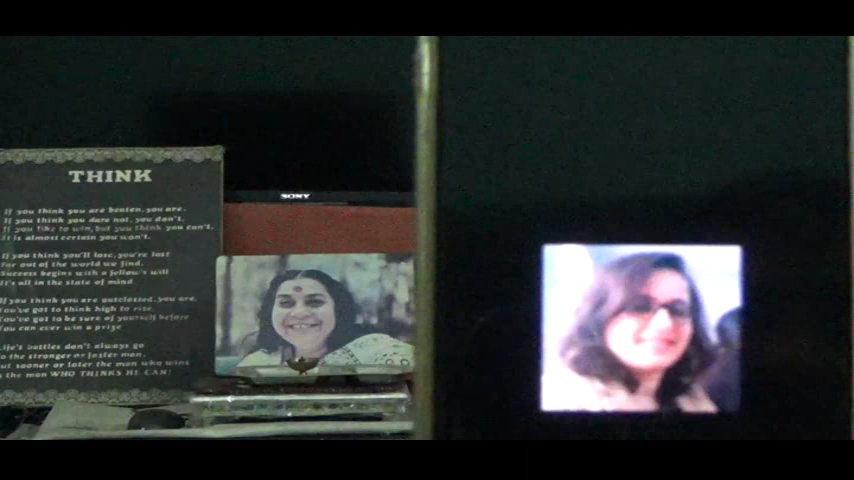 THINK
If you think you are beaten, you are.
If you think you dare not, you don't.
If you like to win, but you think you can't,
It is almost certain you won't.
If you think you'll lose, you're lost
For out of the world we find,
Success begins with a fellow's will
It's all in the state of mind.
If you think you are outclassed, you are,
You've got to think high to rise,
You've got to be sure of yourself before
You can ever win a prize
Life's battles don't always go
to the stronger or faster man,
but sooner or later the man who wins
is the man WHO THINKS HE CAN!
SONY